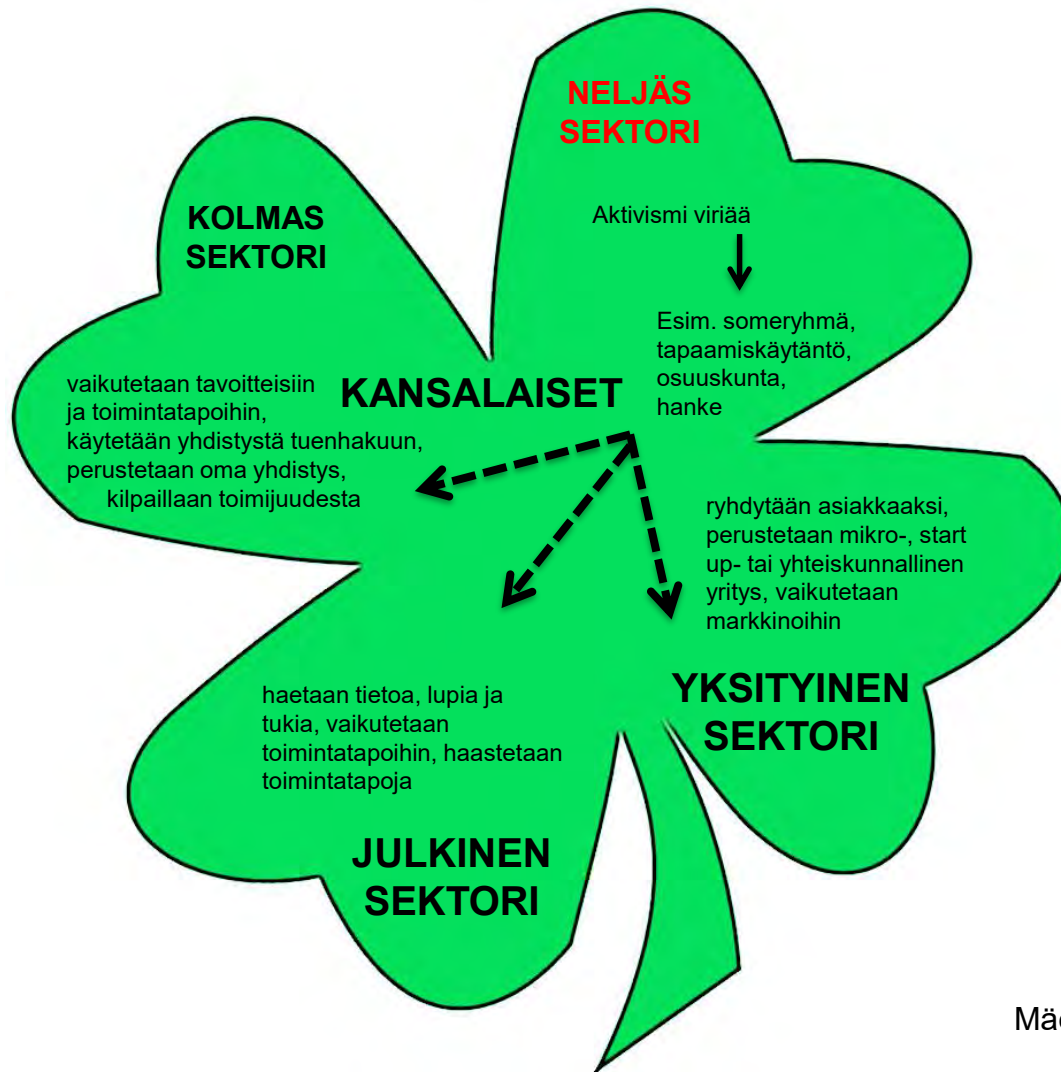 NELJÄS
SEKTORI
Aktivismi viriää
Esim. someryhmä,
tapaamiskäytäntö,
osuuskunta,
hanke
KOLMAS
SEKTORI
vaikutetaan tavoitteisiin
ja toimintatapoihin,
käytetään yhdistystä tuenhakuun,
perustetaan oma yhdistys,
kilpaillaan toimijuudesta
KANSALAISET
ryhdytään asiakkaaksi,
perustetaan mikro-, start
up- tai yhteiskunnallinen
yritys, vaikutetaan
markkinoihin
YKSITYINEN
SEKTORI
haetaan tietoa, lupia ja
tukia, vaikutetaan
toimintatapoihin, haastetaan
toimintatapoja
JULKINEN
SEKTORI